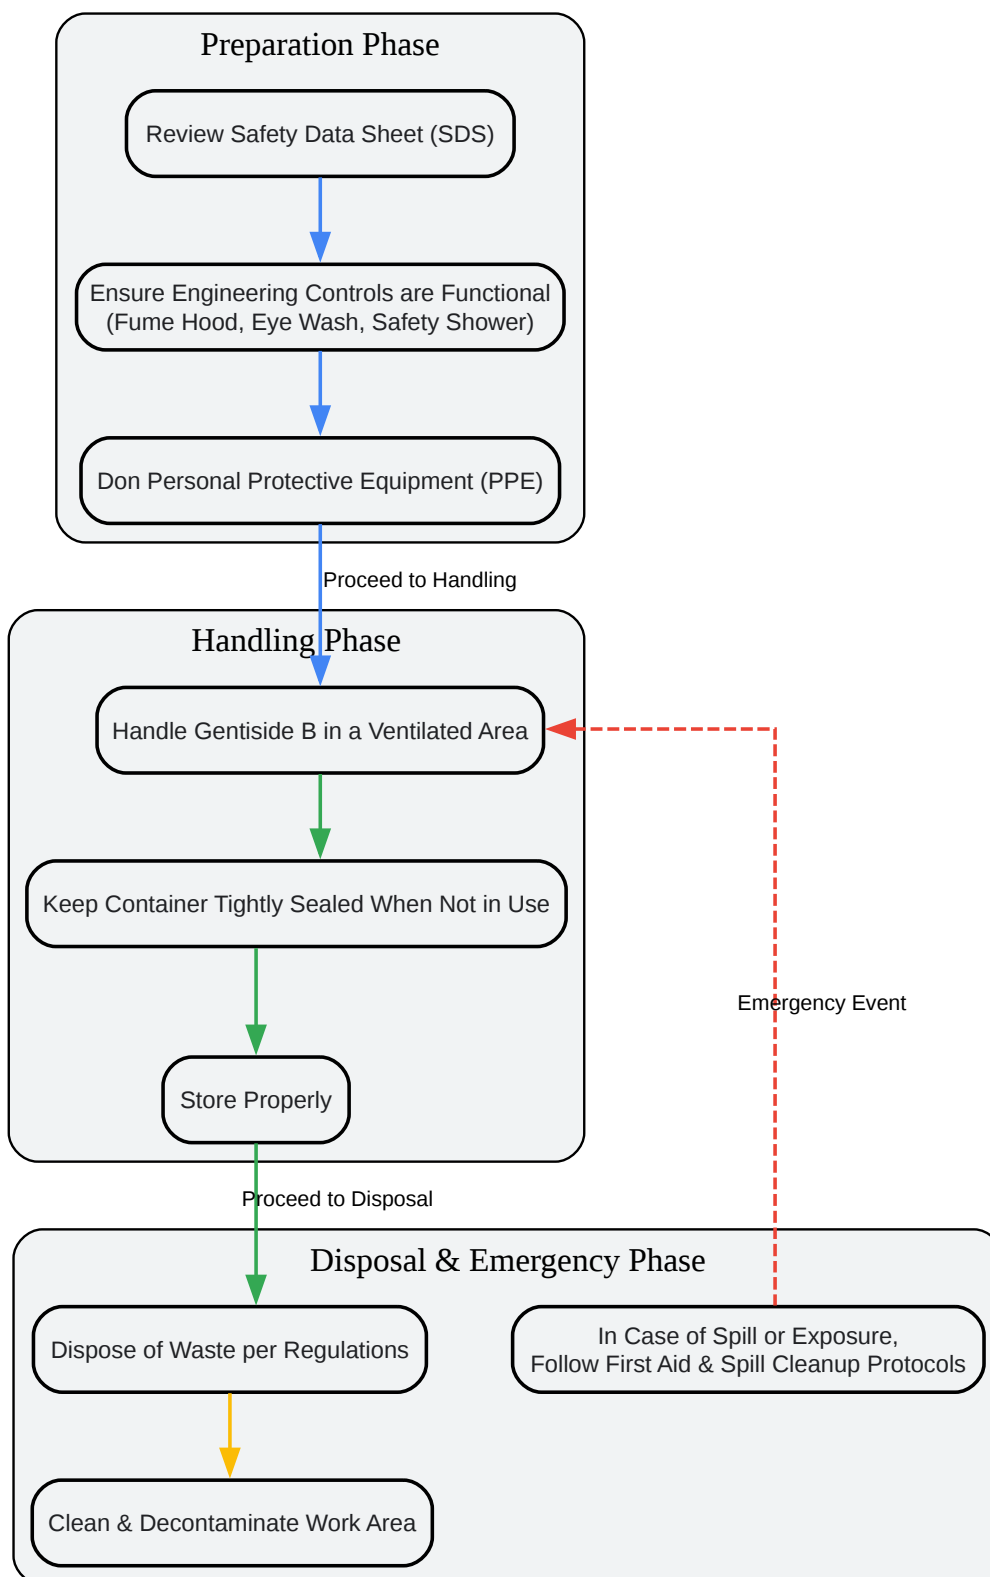 Preparation Phase
Review Safety Data Sheet (SDS)
Ensure Engineering Controls are Functional
(Fume Hood, Eye Wash, Safety Shower)
Don Personal Protective Equipment (PPE)
Proceed to Handling
Handling Phase
Handle Gentiside B in a Ventilated Area
Keep Container Tightly Sealed When Not in Use
Emergency Event
Store Properly
Proceed to Disposal
Disposal & Emergency Phase
Dispose of Waste per Regulations
In Case of Spill or Exposure,
Follow First Aid & Spill Cleanup Protocols
Clean & Decontaminate Work Area